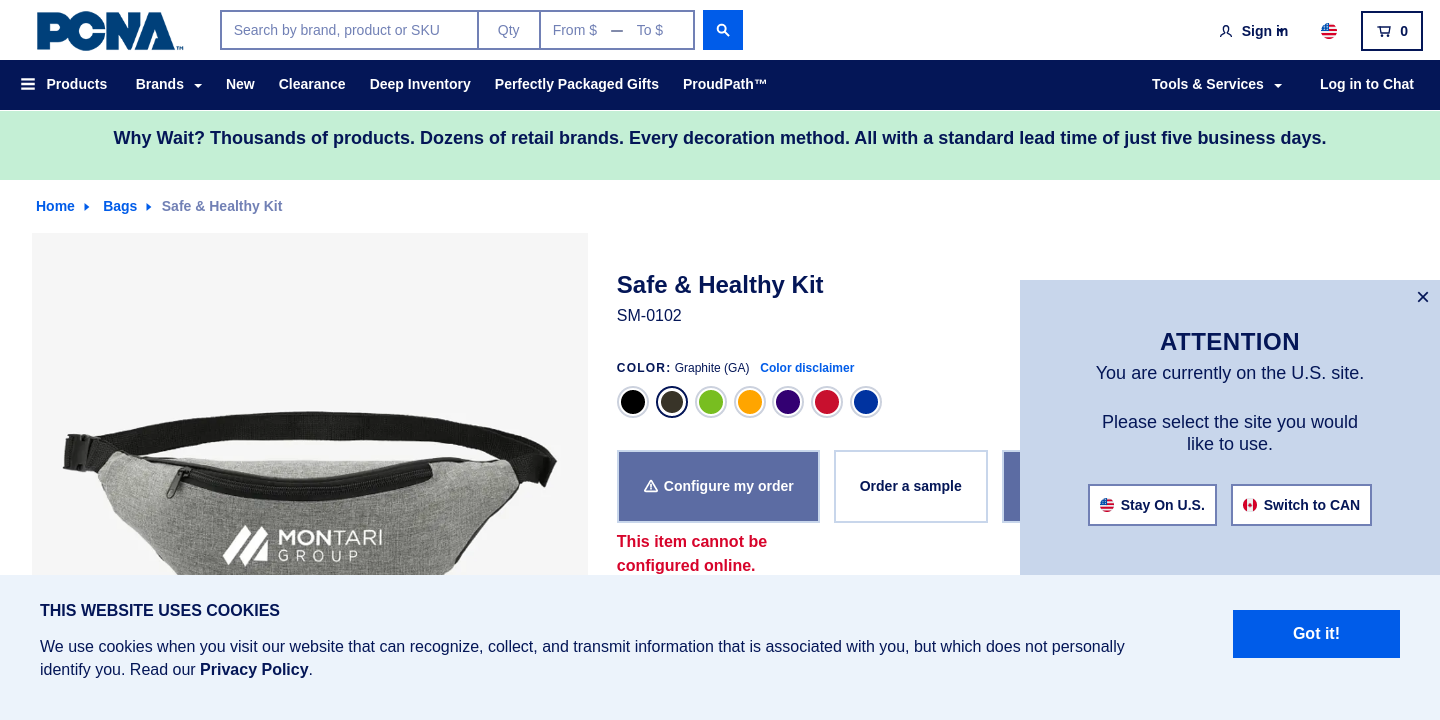 PCNA™
Search by brand, product or SKU
Qty
From $ — To $
Sign in
0
Products
Brands
New
Clearance
Deep Inventory
Perfectly Packaged Gifts
ProudPath™
Tools & Services
Log in to Chat
Why Wait? Thousands of products. Dozens of retail brands. Every decoration method. All with a standard lead time of just five business days.
Home
Bags
Safe & Healthy Kit
MONTARI
GROUP
Safe & Healthy Kit
SM-0102
COLOR: Graphite (GA) Color disclaimer
Configure my order
Order a sample
This item cannot be
configured online.
×
ATTENTION
You are currently on the U.S. site.
Please select the site you would
like to use.
Stay On U.S.
Switch to CAN
THIS WEBSITE USES COOKIES
We use cookies when you visit our website that can recognize, collect, and transmit information that is associated with you, but which does not personally
identify you. Read our Privacy Policy.
Got it!